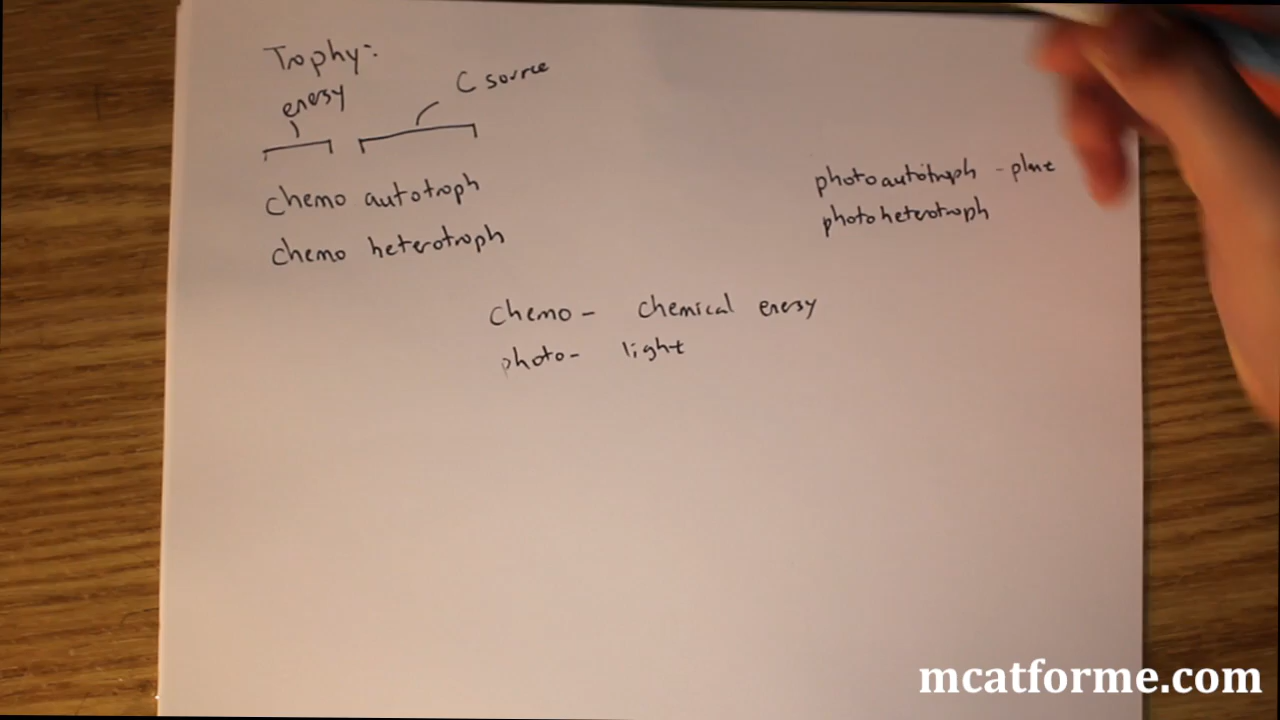 Trophy:
energy
C source
chemo autotroph
chemo heterotroph
photoautotroph - plant
photoheterotroph
chemo - chemical energy
photo - light
mcatforme.com